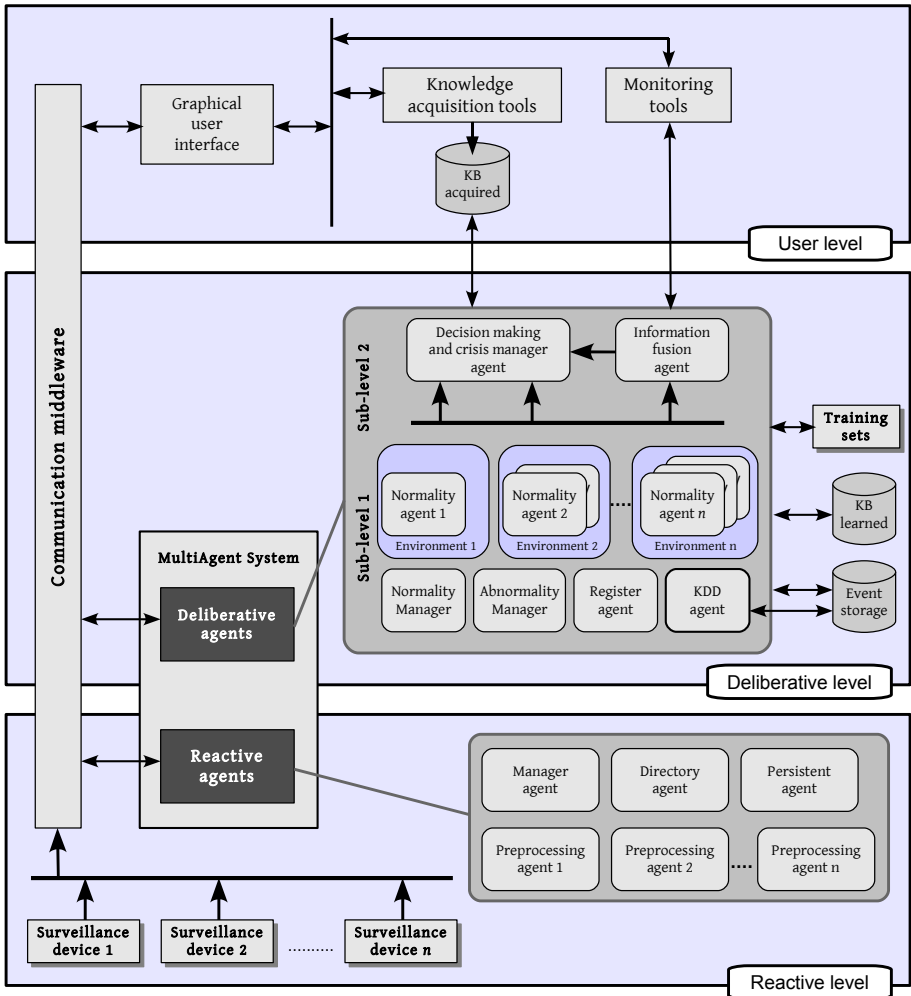 Knowledge
acquisition tools
Monitoring
tools
Graphical
user
interface
KB
acquired
User level
Communication middleware
Sub-level 2
Decision making
and crisis manager
agent
Information
fusion
agent
Training
sets
Sub-level 1
Normality
agent 1
Environment 1
Normality
agent 2
Environment 2
....
Normality
agent n
Environment n
KB
learned
MultiAgent System
Deliberative
agents
Normality
Manager
Abnormality
Manager
Register
agent
KDD
agent
Event
storage
Deliberative level
Reactive
agents
Manager
agent
Directory
agent
Persistent
agent
Preprocessing
agent 1
Preprocessing
agent 2
....
Preprocessing
agent n
Surveillance
device 1
Surveillance
device 2
..........
Surveillance
device n
Reactive level